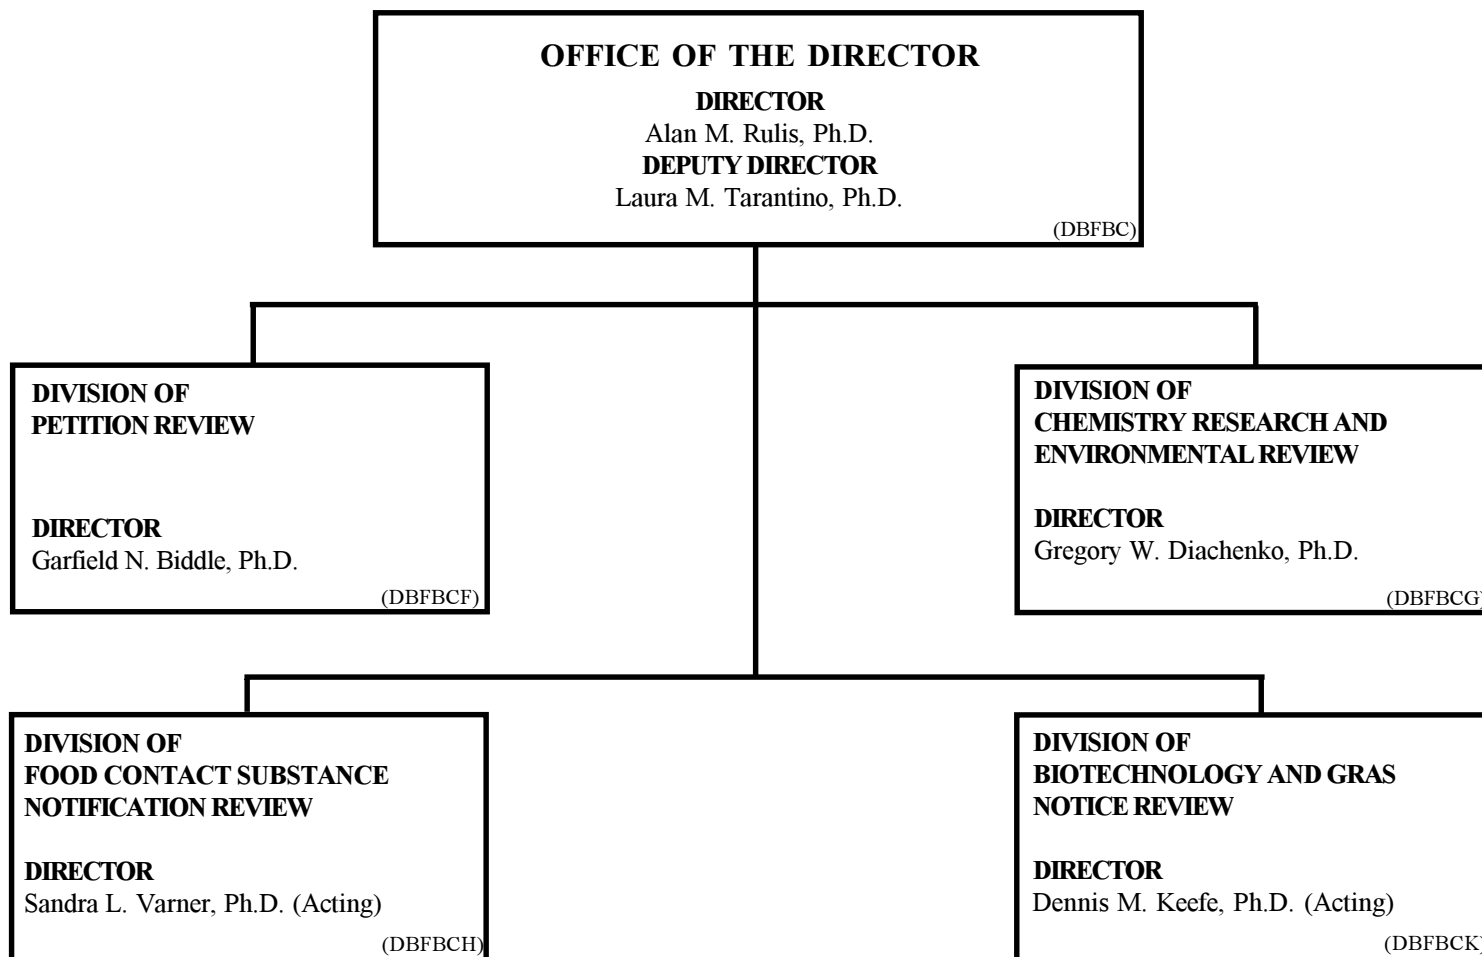 OFFICE OF THE DIRECTOR
DIRECTOR
Alan M. Rulis, Ph.D.
DEPUTY DIRECTOR
Laura M. Tarantino, Ph.D.
(DBFBC)
DIVISION OF
PETITION REVIEW
DIRECTOR
Garfield N. Biddle, Ph.D.
(DBFBCF)
DIVISION OF
CHEMISTRY RESEARCH AND
ENVIRONMENTAL REVIEW
DIRECTOR
Gregory W. Diachenko, Ph.D.
(DBFBCG)
DIVISION OF
FOOD CONTACT SUBSTANCE
NOTIFICATION REVIEW
DIRECTOR
Sandra L. Varner, Ph.D. (Acting)
(DBFBCH)
DIVISION OF
BIOTECHNOLOGY AND GRAS
NOTICE REVIEW
DIRECTOR
Dennis M. Keefe, Ph.D. (Acting)
(DBFBCK)